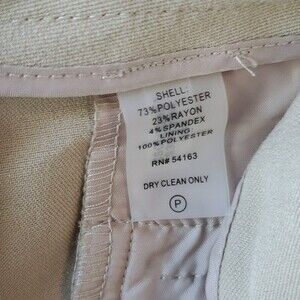 SHELL:
73%POLYESTER
23%RAYON
4%SPANDEX
LINING:
100%POLYESTER
RN# 54163
DRY CLEAN ONLY
P